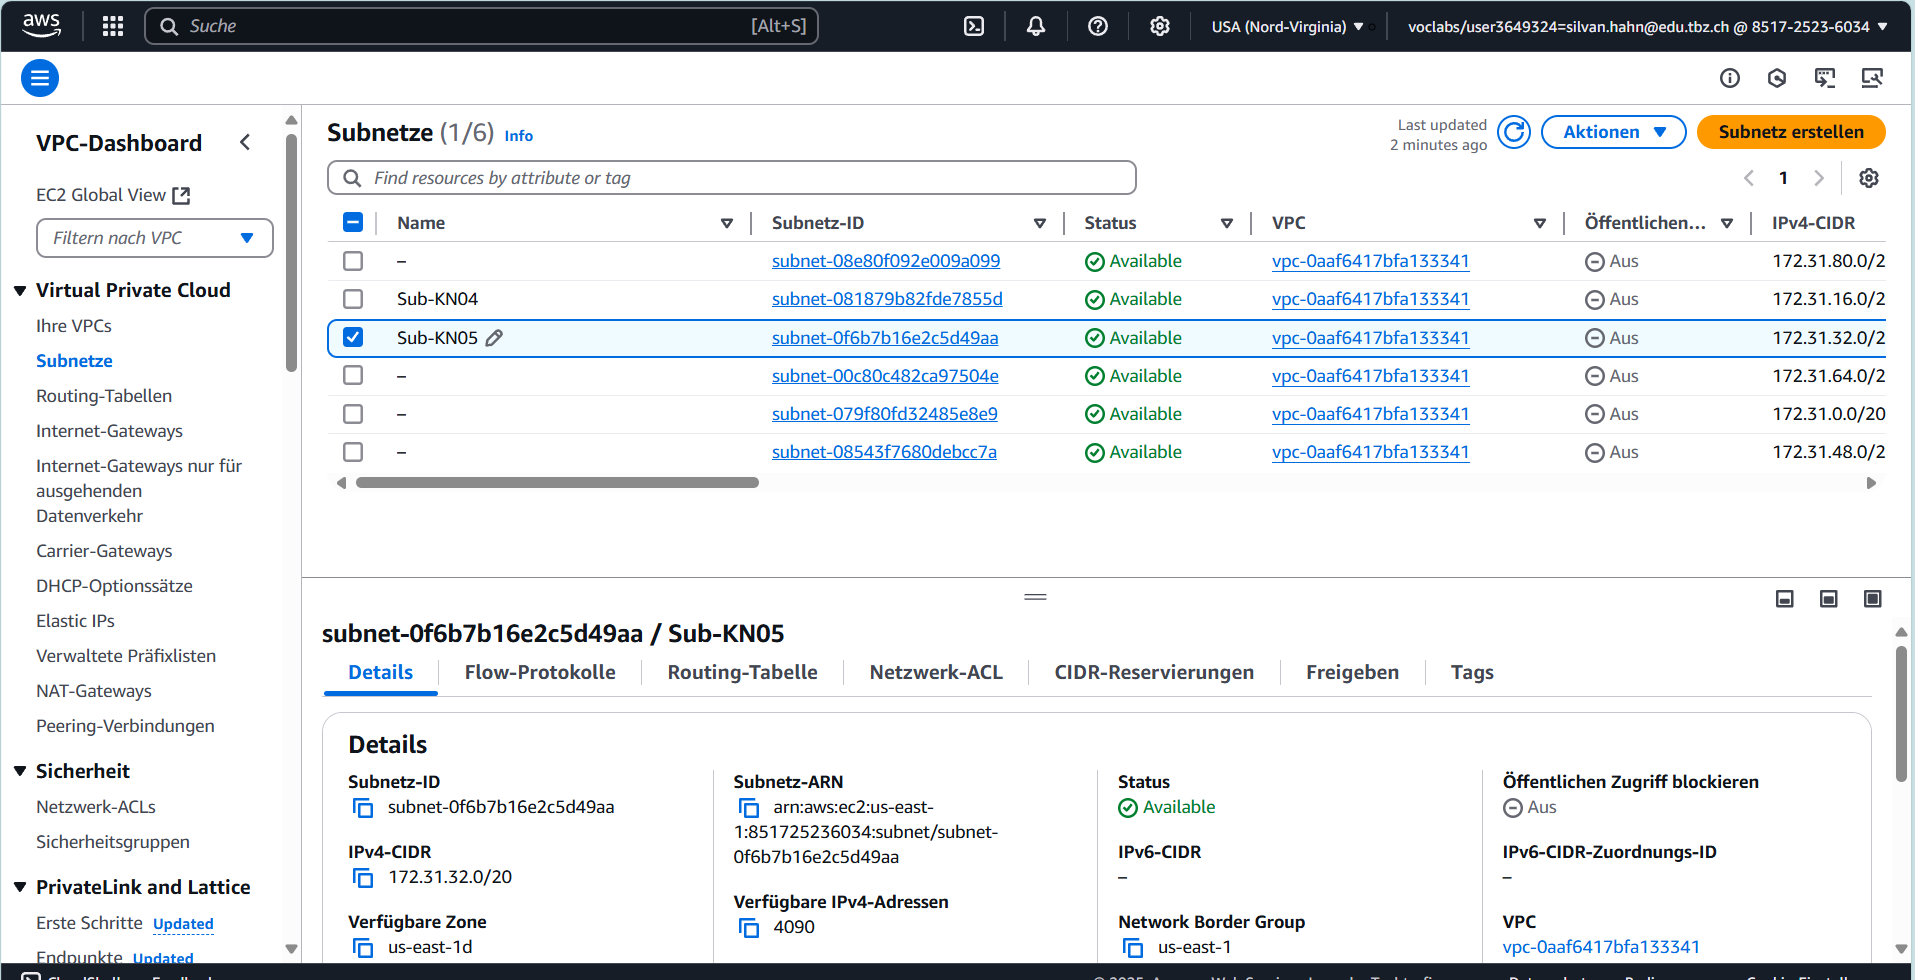 aws
Suche
[Alt+S]
USA (Nord-Virginia)
voclabs/user3649324=silvan.hahn@edu.tbz.ch @ 8517-2523-6034
VPC-Dashboard
EC2 Global View
Filtern nach VPC
Virtual Private Cloud
Ihre VPCs
Subnetze
Routing-Tabellen
Internet-Gateways
Internet-Gateways nur für
ausgehenden
Datenverkehr
Carrier-Gateways
DHCP-Optionssätze
Elastic IPs
Verwaltete Präfixlisten
NAT-Gateways
Peering-Verbindungen
Sicherheit
Netzwerk-ACLs
Sicherheitsgruppen
PrivateLink and Lattice
Erste Schritte Updated
Endpunkte Updated
Subnetze (1/6) Info
Last updated
2 minutes ago
Aktionen
Subnetz erstellen
Find resources by attribute or tag
1
Name Subnetz-ID Status VPC Öffentlichen... IPv4-CIDR
– subnet-08e80f092e009a099 Available vpc-0aaf6417bfa133341 Aus 172.31.80.0/2
Sub-KN04 subnet-081879b82fde7855d Available vpc-0aaf6417bfa133341 Aus 172.31.16.0/2
Sub-KN05 subnet-0f6b7b16e2c5d49aa Available vpc-0aaf6417bfa133341 Aus 172.31.32.0/2
– subnet-00c80c482ca97504e Available vpc-0aaf6417bfa133341 Aus 172.31.64.0/2
– subnet-079f80fd32485e8e9 Available vpc-0aaf6417bfa133341 Aus 172.31.0.0/20
– subnet-08543f7680debcc7a Available vpc-0aaf6417bfa133341 Aus 172.31.48.0/2
subnet-0f6b7b16e2c5d49aa / Sub-KN05
Details Flow-Protokolle Routing-Tabelle Netzwerk-ACL CIDR-Reservierungen Freigeben Tags
Details
Subnetz-ID
subnet-0f6b7b16e2c5d49aa
IPv4-CIDR
172.31.32.0/20
Verfügbare Zone
us-east-1d
Subnetz-ARN
arn:aws:ec2:us-east-
1:851725236034:subnet/subnet-
0f6b7b16e2c5d49aa
Verfügbare IPv4-Adressen
4090
Status
Available
IPv6-CIDR
–
Network Border Group
us-east-1
Öffentlichen Zugriff blockieren
Aus
IPv6-CIDR-Zuordnungs-ID
–
VPC
vpc-0aaf6417bfa133341